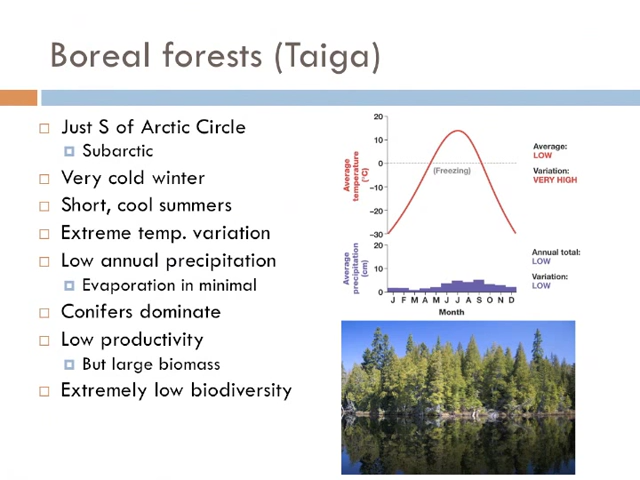 Boreal forests (Taiga)
Just S of Arctic Circle
Subarctic
Very cold winter
Short, cool summers
Extreme temp. variation
Low annual precipitation
Evaporation in minimal
Conifers dominate
Low productivity
But large biomass
Extremely low biodiversity
20
10
0
–10
–20
–30
Average
temperature
(°C)
(Freezing)
Average:
LOW
Variation:
VERY HIGH
20
10
0
Average
precipitation
(cm)
Annual total:
LOW
Variation:
LOW
J F M A M J J A S O N D
Month